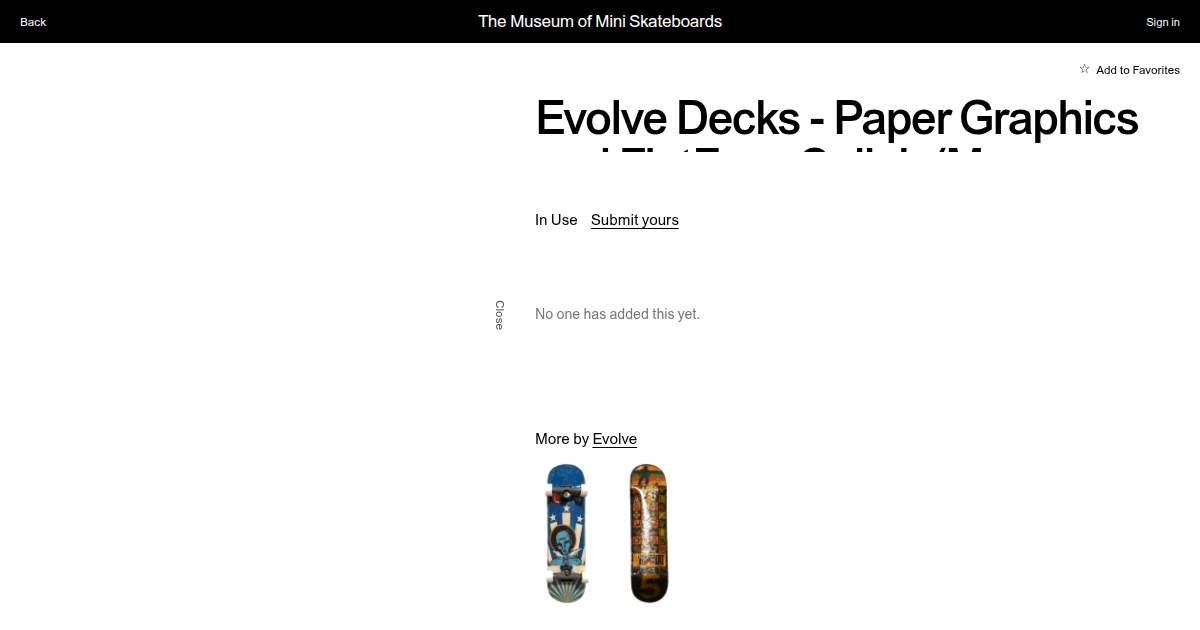 Back
The Museum of Mini Skateboards
Sign in
☆ Add to Favorites
Evolve Decks - Paper Graphics
In Use Submit yours
Close
No one has added this yet.
More by Evolve
5